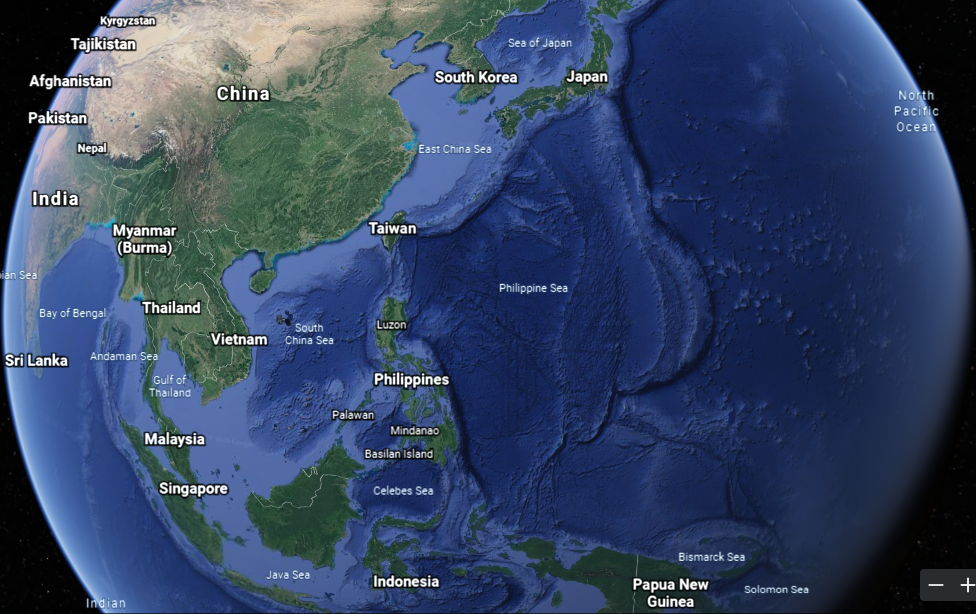 Kyrgyzstan
Tajikistan
Sea of Japan
South Korea
Japan
Afghanistan
China
North
Pacific
Ocean
Pakistan
Nepal
East China Sea
India
Myanmar
(Burma)
Taiwan
ian Sea
Philippine Sea
Bay of Bengal
Thailand
Luzon
South
China Sea
Vietnam
Sri Lanka
Andaman Sea
Gulf of
Thailand
Philippines
Palawan
Mindanao
Malaysia
Basilan Island
Singapore
Celebes Sea
Bismarck Sea
Java Sea
Indonesia
Papua New
Guinea
Solomon Sea
Indian